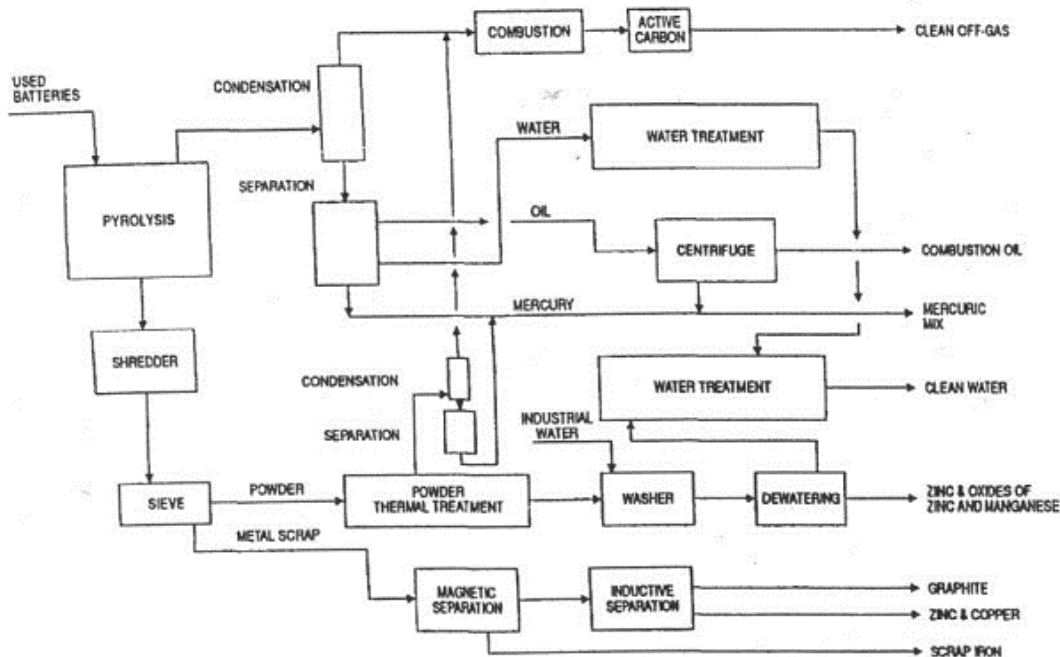 COMBUSTION
ACTIVE
CARBON
CLEAN OFF-GAS
USED
BATTERIES
CONDENSATION
WATER
WATER TREATMENT
SEPARATION
PYROLYSIS
OIL
CENTRIFUGE
COMBUSTION OIL
MERCURY
MERCURIC
MIX
SHREDDER
CONDENSATION
WATER TREATMENT
CLEAN WATER
SEPARATION
INDUSTRIAL
WATER
SIEVE
POWDER
POWDER
THERMAL TREATMENT
WASHER
DEWATERING
ZINC & OXIDES OF
ZINC AND MANGANESE
METAL SCRAP
MAGNETIC
SEPARATION
INDUCTIVE
SEPARATION
GRAPHITE
ZINC & COPPER
SCRAP IRON